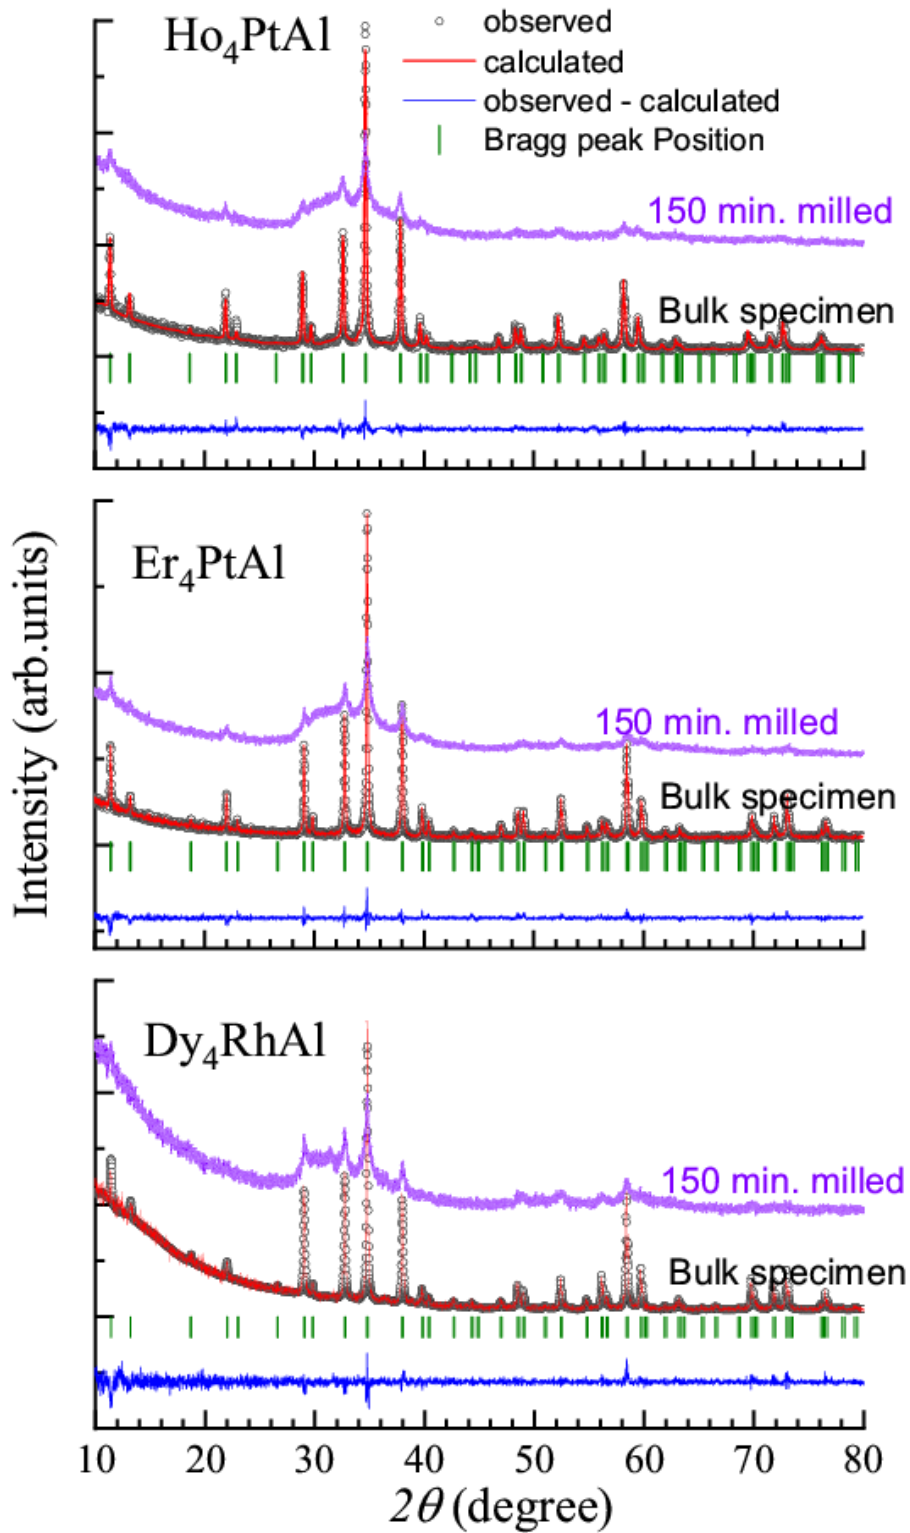 Ho₄PtAl
observed
calculated
observed - calculated
Bragg peak Position
150 min. milled
Bulk specimen
Er₄PtAl
150 min. milled
Bulk specimen
Intensity (arb.units)
Dy₄RhAl
150 min. milled
Bulk specimen
10 20 30 40 50 60 70 80
2θ (degree)